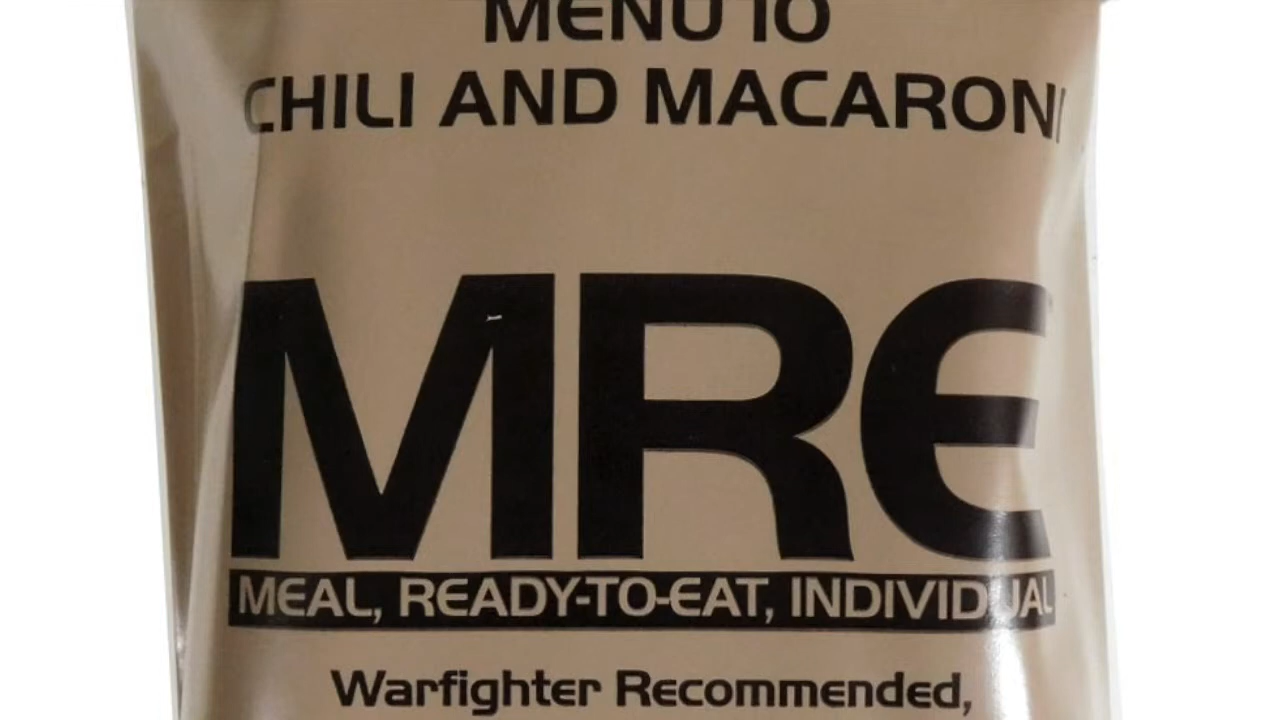 MENU 10
CHILI AND MACARONI
MRE
MEAL, READY-TO-EAT, INDIVIDUAL
Warfighter Recommended,